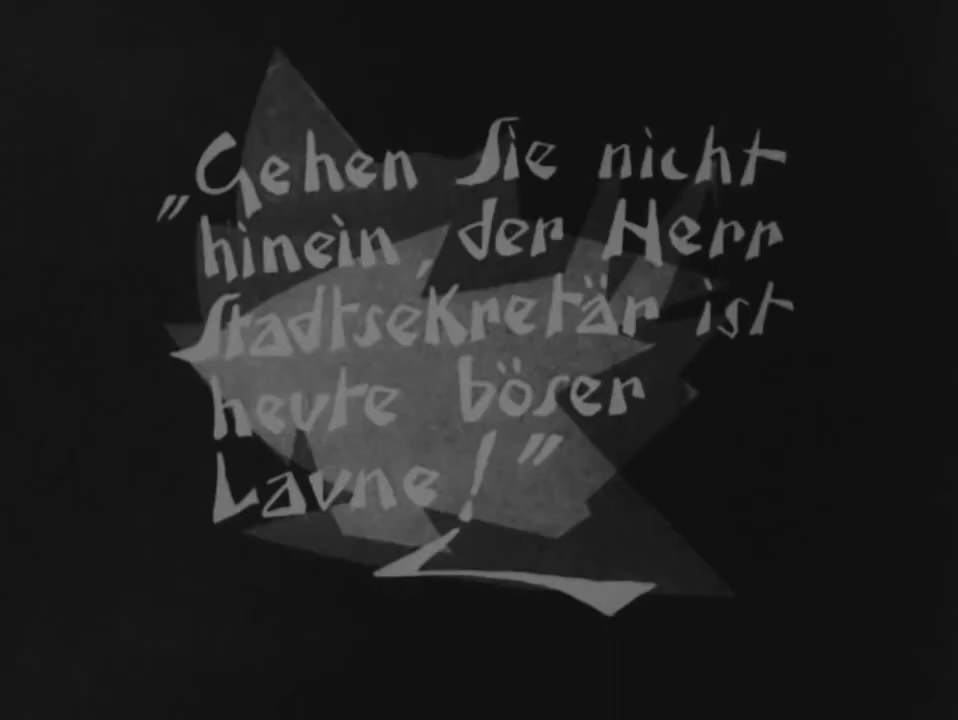 „Gehen Sie nicht
hinein, der Herr
Stadtsekretär ist
heute böser
Laune!”